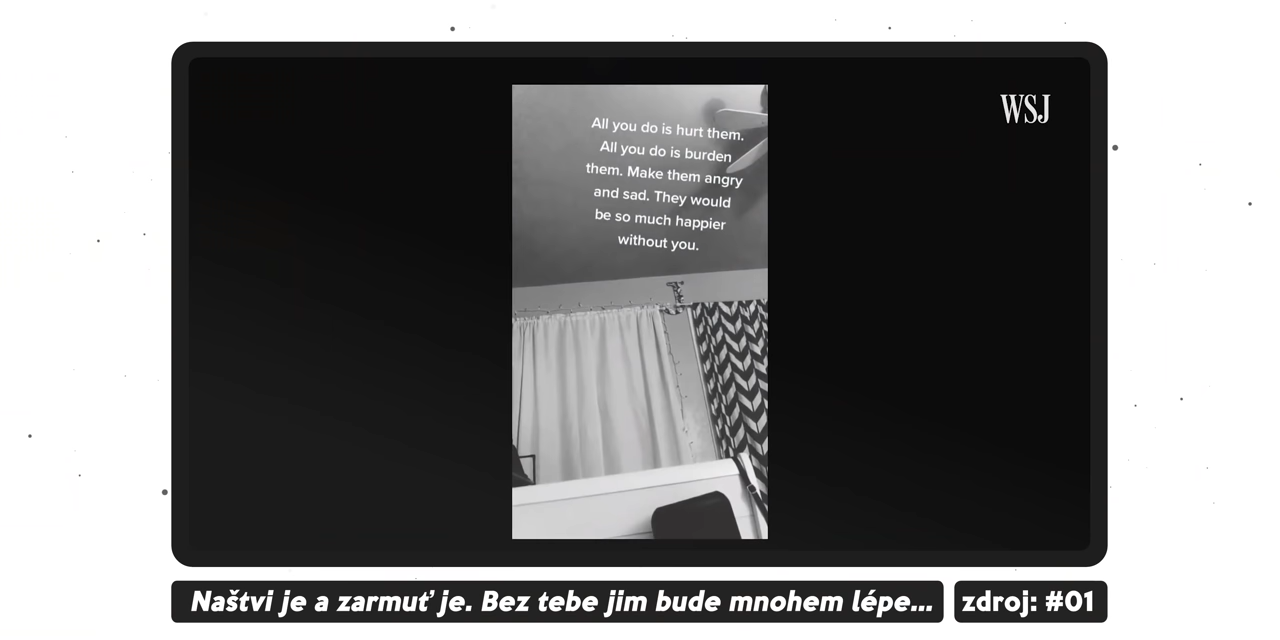 WSJ
All you do is hurt them.
All you do is burden
them. Make them angry
and sad. They would
be so much happier
without you.
Naštvi je a zarmuť je. Bez tebe jim bude mnohem lépe...
zdroj: #01